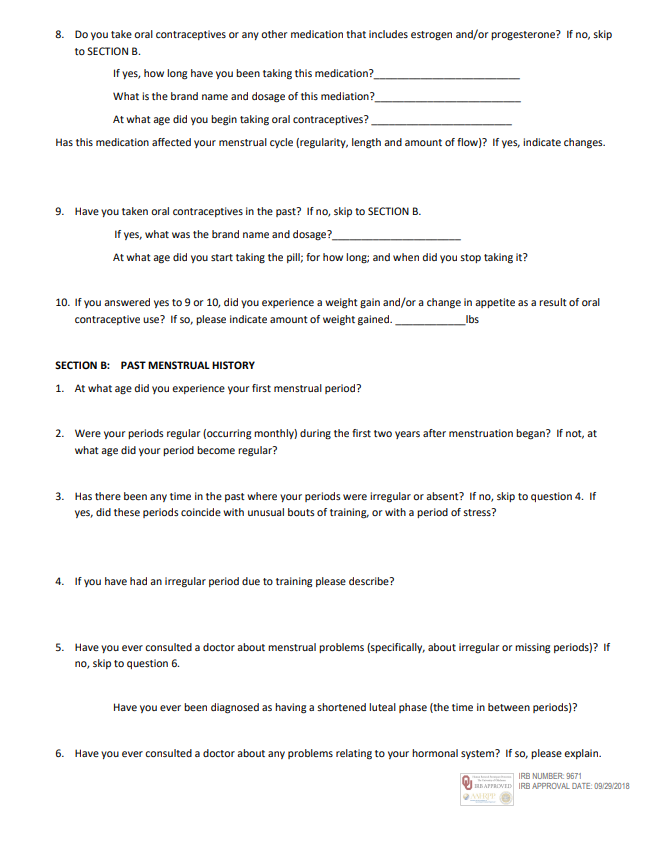 8. Do you take oral contraceptives or any other medication that includes estrogen and/or progesterone? If no, skip
to SECTION B.
If yes, how long have you been taking this medication?_________________________
What is the brand name and dosage of this mediation?_________________________
At what age did you begin taking oral contraceptives? ________________________
Has this medication affected your menstrual cycle (regularity, length and amount of flow)? If yes, indicate changes.
9. Have you taken oral contraceptives in the past? If no, skip to SECTION B.
If yes, what was the brand name and dosage?______________________
At what age did you start taking the pill; for how long; and when did you stop taking it?
10. If you answered yes to 9 or 10, did you experience a weight gain and/or a change in appetite as a result of oral
contraceptive use? If so, please indicate amount of weight gained. ____________lbs
SECTION B: PAST MENSTRUAL HISTORY
1. At what age did you experience your first menstrual period?
2. Were your periods regular (occurring monthly) during the first two years after menstruation began? If not, at
what age did your period become regular?
3. Has there been any time in the past where your periods were irregular or absent? If no, skip to question 4. If
yes, did these periods coincide with unusual bouts of training, or with a period of stress?
4. If you have had an irregular period due to training please describe?
5. Have you ever consulted a doctor about menstrual problems (specifically, about irregular or missing periods)? If
no, skip to question 6.
Have you ever been diagnosed as having a shortened luteal phase (the time in between periods)?
6. Have you ever consulted a doctor about any problems relating to your hormonal system? If so, please explain.
IRB APPROVED
IRB NUMBER: 9671
IRB APPROVAL DATE: 09/29/2018